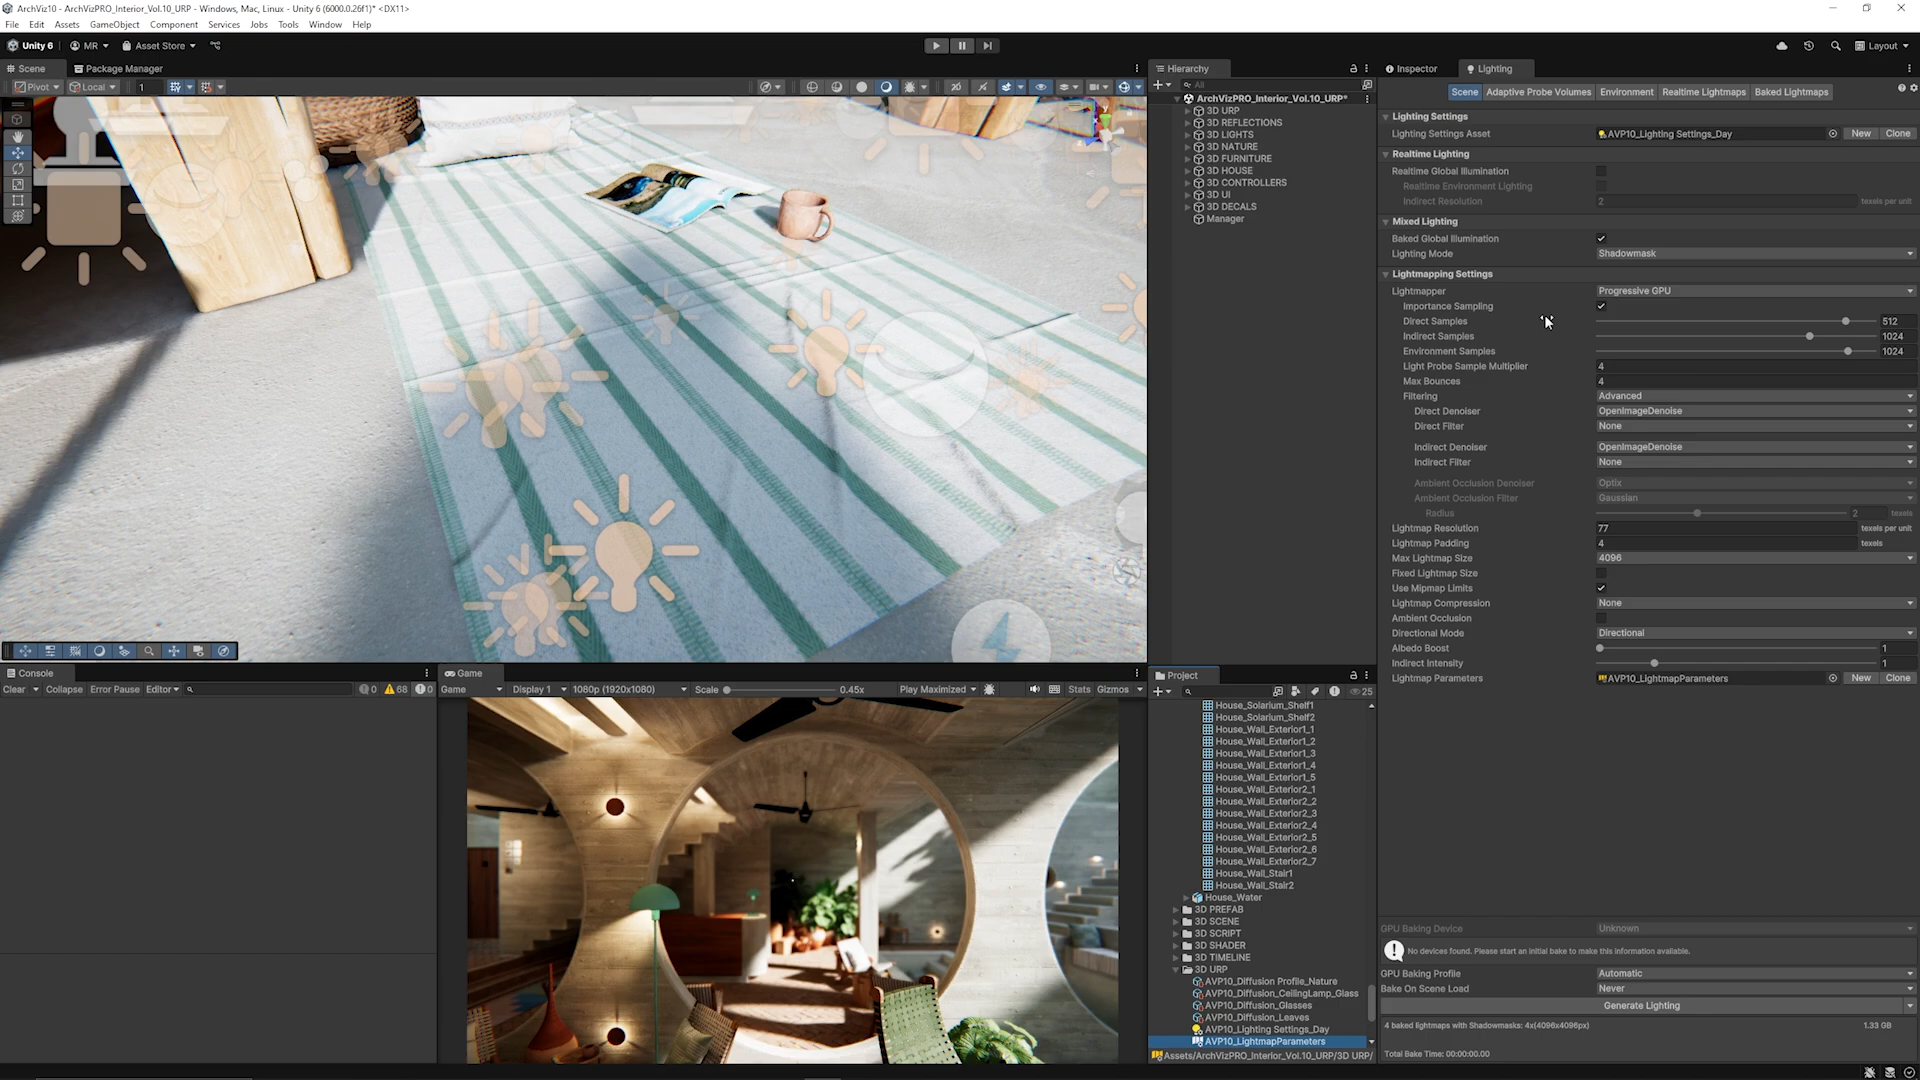 ArchViz10 - ArchVizPRO_Interior_Vol.10_URP - Windows, Mac, Linux - Unity 6 (6000.0.26f1)* <DX11>
File Edit Assets GameObject Component Services Jobs Tools Window Help
Unity 6 MR Asset Store Layout
Scene Package Manager
Pivot Local 1
Hierarchy
All
ArchVizPRO_Interior_Vol.10_URP*
3D URP
3D REFLECTIONS
3D LIGHTS
3D NATURE
3D FURNITURE
3D HOUSE
3D CONTROLLERS
3D UI
3D DECALS
Manager
Inspector Lighting
Scene Adaptive Probe Volumes Environment Realtime Lightmaps Baked Lightmaps
Lighting Settings
Lighting Settings Asset AVP10_Lighting Settings_Day New Clone
Realtime Lighting
Realtime Global Illumination
Realtime Environment Lighting
Indirect Resolution 2 texels per unit
Mixed Lighting
Baked Global Illumination
Lighting Mode Shadowmask
Lightmapping Settings
Lightmapper Progressive GPU
Importance Sampling
Direct Samples 512
Indirect Samples 1024
Environment Samples 1024
Light Probe Sample Multiplier 4
Max Bounces 4
Filtering Advanced
Direct Denoiser OpenImageDenoise
Direct Filter None
Indirect Denoiser OpenImageDenoise
Indirect Filter None
Ambient Occlusion Denoiser Optix
Ambient Occlusion Filter Gaussian
Radius 2 texels
Lightmap Resolution 77 texels per unit
Lightmap Padding 4 texels
Max Lightmap Size 4096
Fixed Lightmap Size
Use Mipmap Limits
Lightmap Compression None
Ambient Occlusion
Directional Mode Directional
Albedo Boost 1
Indirect Intensity 1
Lightmap Parameters AVP10_LightmapParameters New Clone
GPU Baking Device Unknown
No devices found. Please start an initial bake to make this information available.
GPU Baking Profile Automatic
Bake On Scene Load Never
Generate Lighting
4 baked lightmaps with Shadowmasks: 4x(4096x4096px) 1.33 GB
Total Bake Time: 00:00:00.00
Console
Clear Collapse Error Pause Editor 0 68 0
Game
Game Display 1 1080p (1920x1080) Scale 0.45x Play Maximized Stats Gizmos
Project
25
House_Solarium_Shelf1
House_Solarium_Shelf2
House_Wall_Exterior1_1
House_Wall_Exterior1_2
House_Wall_Exterior1_3
House_Wall_Exterior1_4
House_Wall_Exterior1_5
House_Wall_Exterior2_1
House_Wall_Exterior2_2
House_Wall_Exterior2_3
House_Wall_Exterior2_4
House_Wall_Exterior2_5
House_Wall_Exterior2_6
House_Wall_Exterior2_7
House_Wall_Stair1
House_Wall_Stair2
House_Water
3D PREFAB
3D SCENE
3D SCRIPT
3D SHADER
3D TIMELINE
3D URP
AVP10_Diffusion Profile_Nature
AVP10_Diffusion_CeilingLamp_Glass
AVP10_Diffusion_Glasses
AVP10_Diffusion_Leaves
AVP10_Lighting Settings_Day
AVP10_LightmapParameters
Assets/ArchVizPRO_Interior_Vol.10_URP/3D URP/